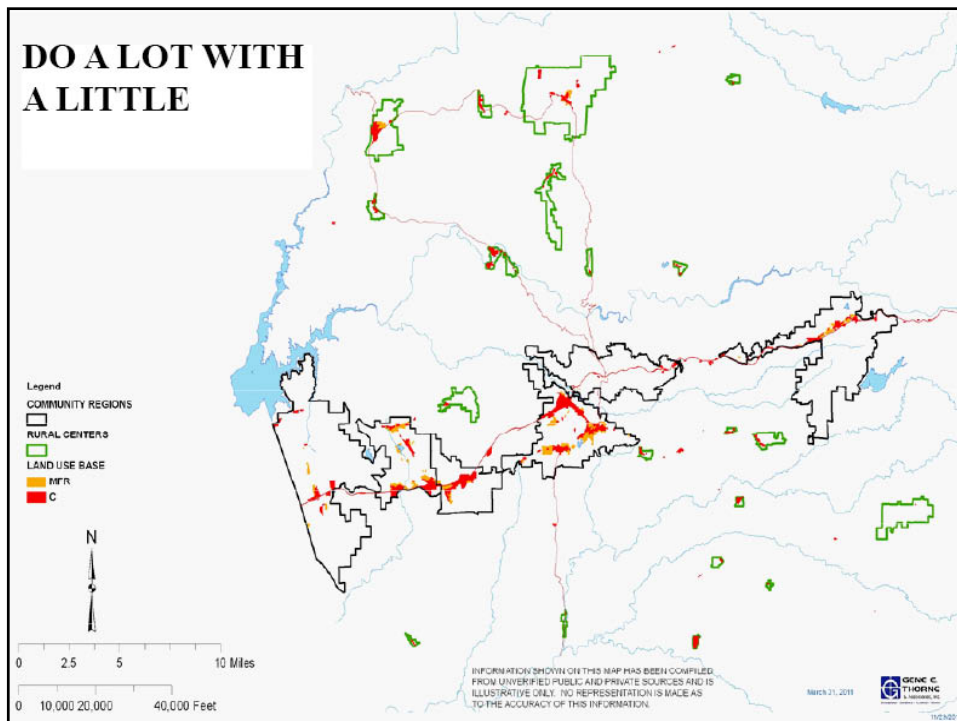 DO A LOT WITH
A LITTLE
4
Legend
COMMUNITY REGIONS
RURAL CENTERS
LAND USE BASE
MFR
C
N
0 2.5 5 10 Miles
0 10,000 20,000 40,000 Feet
INFORMATION SHOWN ON THIS MAP HAS BEEN COMPILED
FROM UNVERIFIED PUBLIC AND PRIVATE SOURCES AND IS
ILLUSTRATIVE ONLY. NO REPRESENTATION IS MADE AS
TO THE ACCURACY OF THIS INFORMATION.
GENE E.
THORNE
& ASSOCIATES, INC.